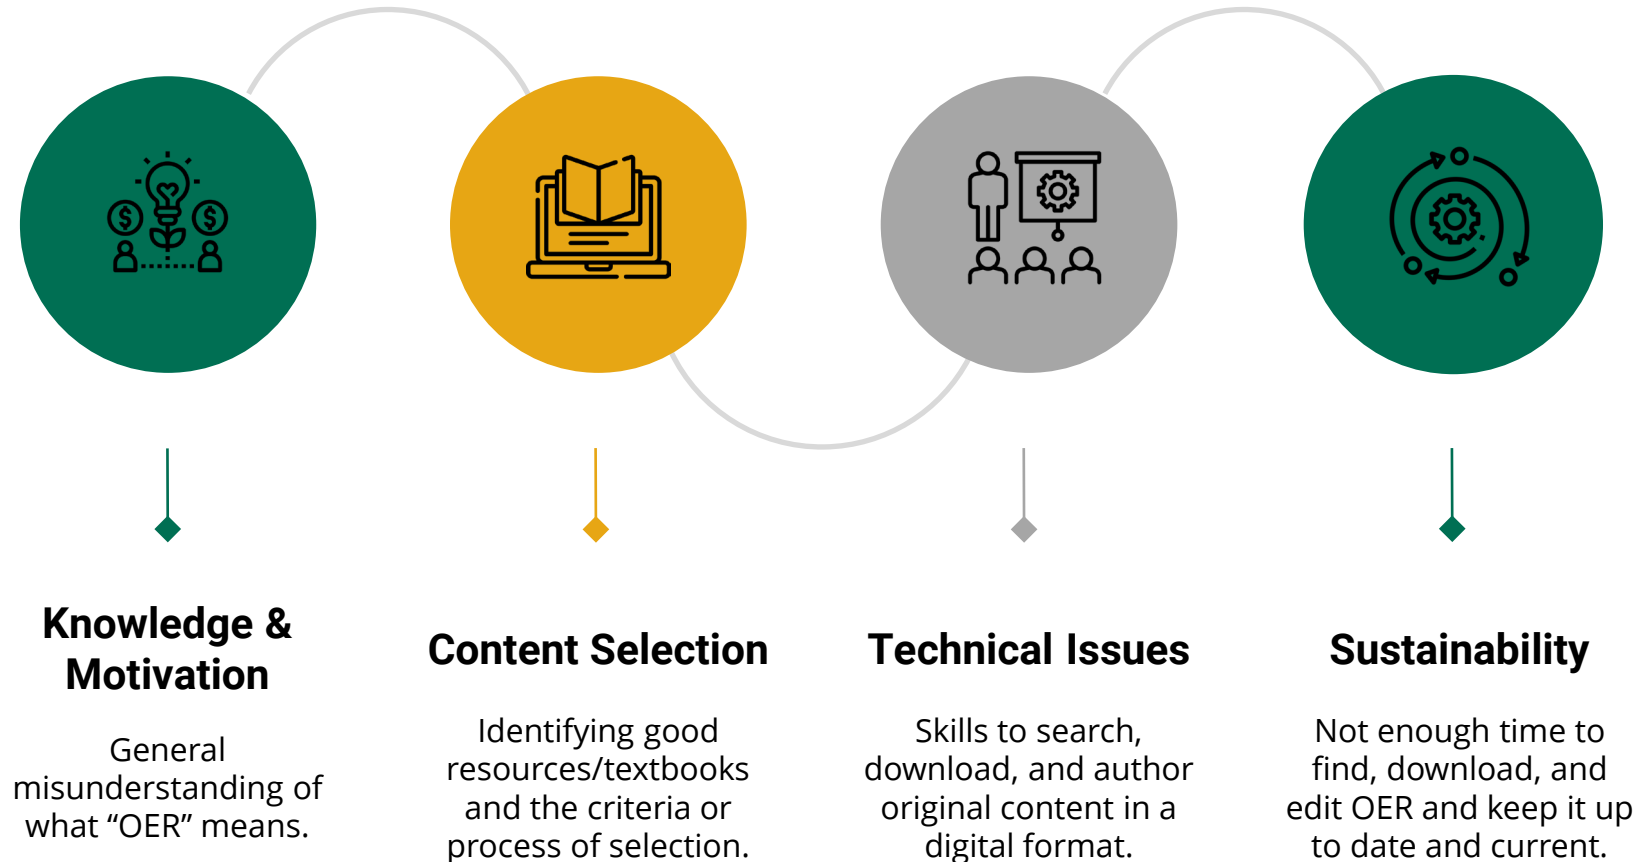 Knowledge &
Motivation
General
misunderstanding of
what “OER” means.
Content Selection
Identifying good
resources/textbooks
and the criteria or
process of selection.
Technical Issues
Skills to search,
download, and author
original content in a
digital format.
Sustainability
Not enough time to
find, download, and
edit OER and keep it up
to date and current.
$
$